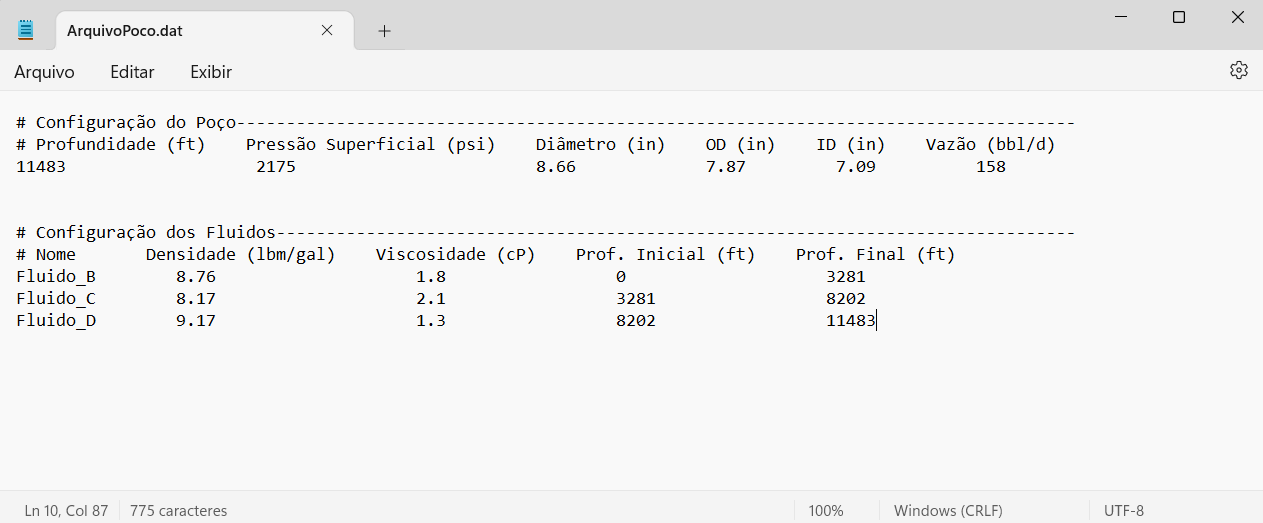 ArquivoPoco.dat
Arquivo Editar Exibir
# Configuração do Poço------------------------------------------------------------------------------------
# Profundidade (ft)    Pressão Superficial (psi)    Diâmetro (in)    OD (in)    ID (in)    Vazão (bbl/d)
11483                   2175                        8.66             7.87         7.09          158
# Configuração dos Fluidos--------------------------------------------------------------------------------
# Nome       Densidade (lbm/gal)    Viscosidade (cP)    Prof. Inicial (ft)    Prof. Final (ft)
Fluido_B        8.76                    1.8                 0                    3281
Fluido_C        8.17                    2.1                 3281                 8202
Fluido_D        9.17                    1.3                 8202                 11483
Ln 10, Col 87 775 caracteres 100% Windows (CRLF) UTF-8